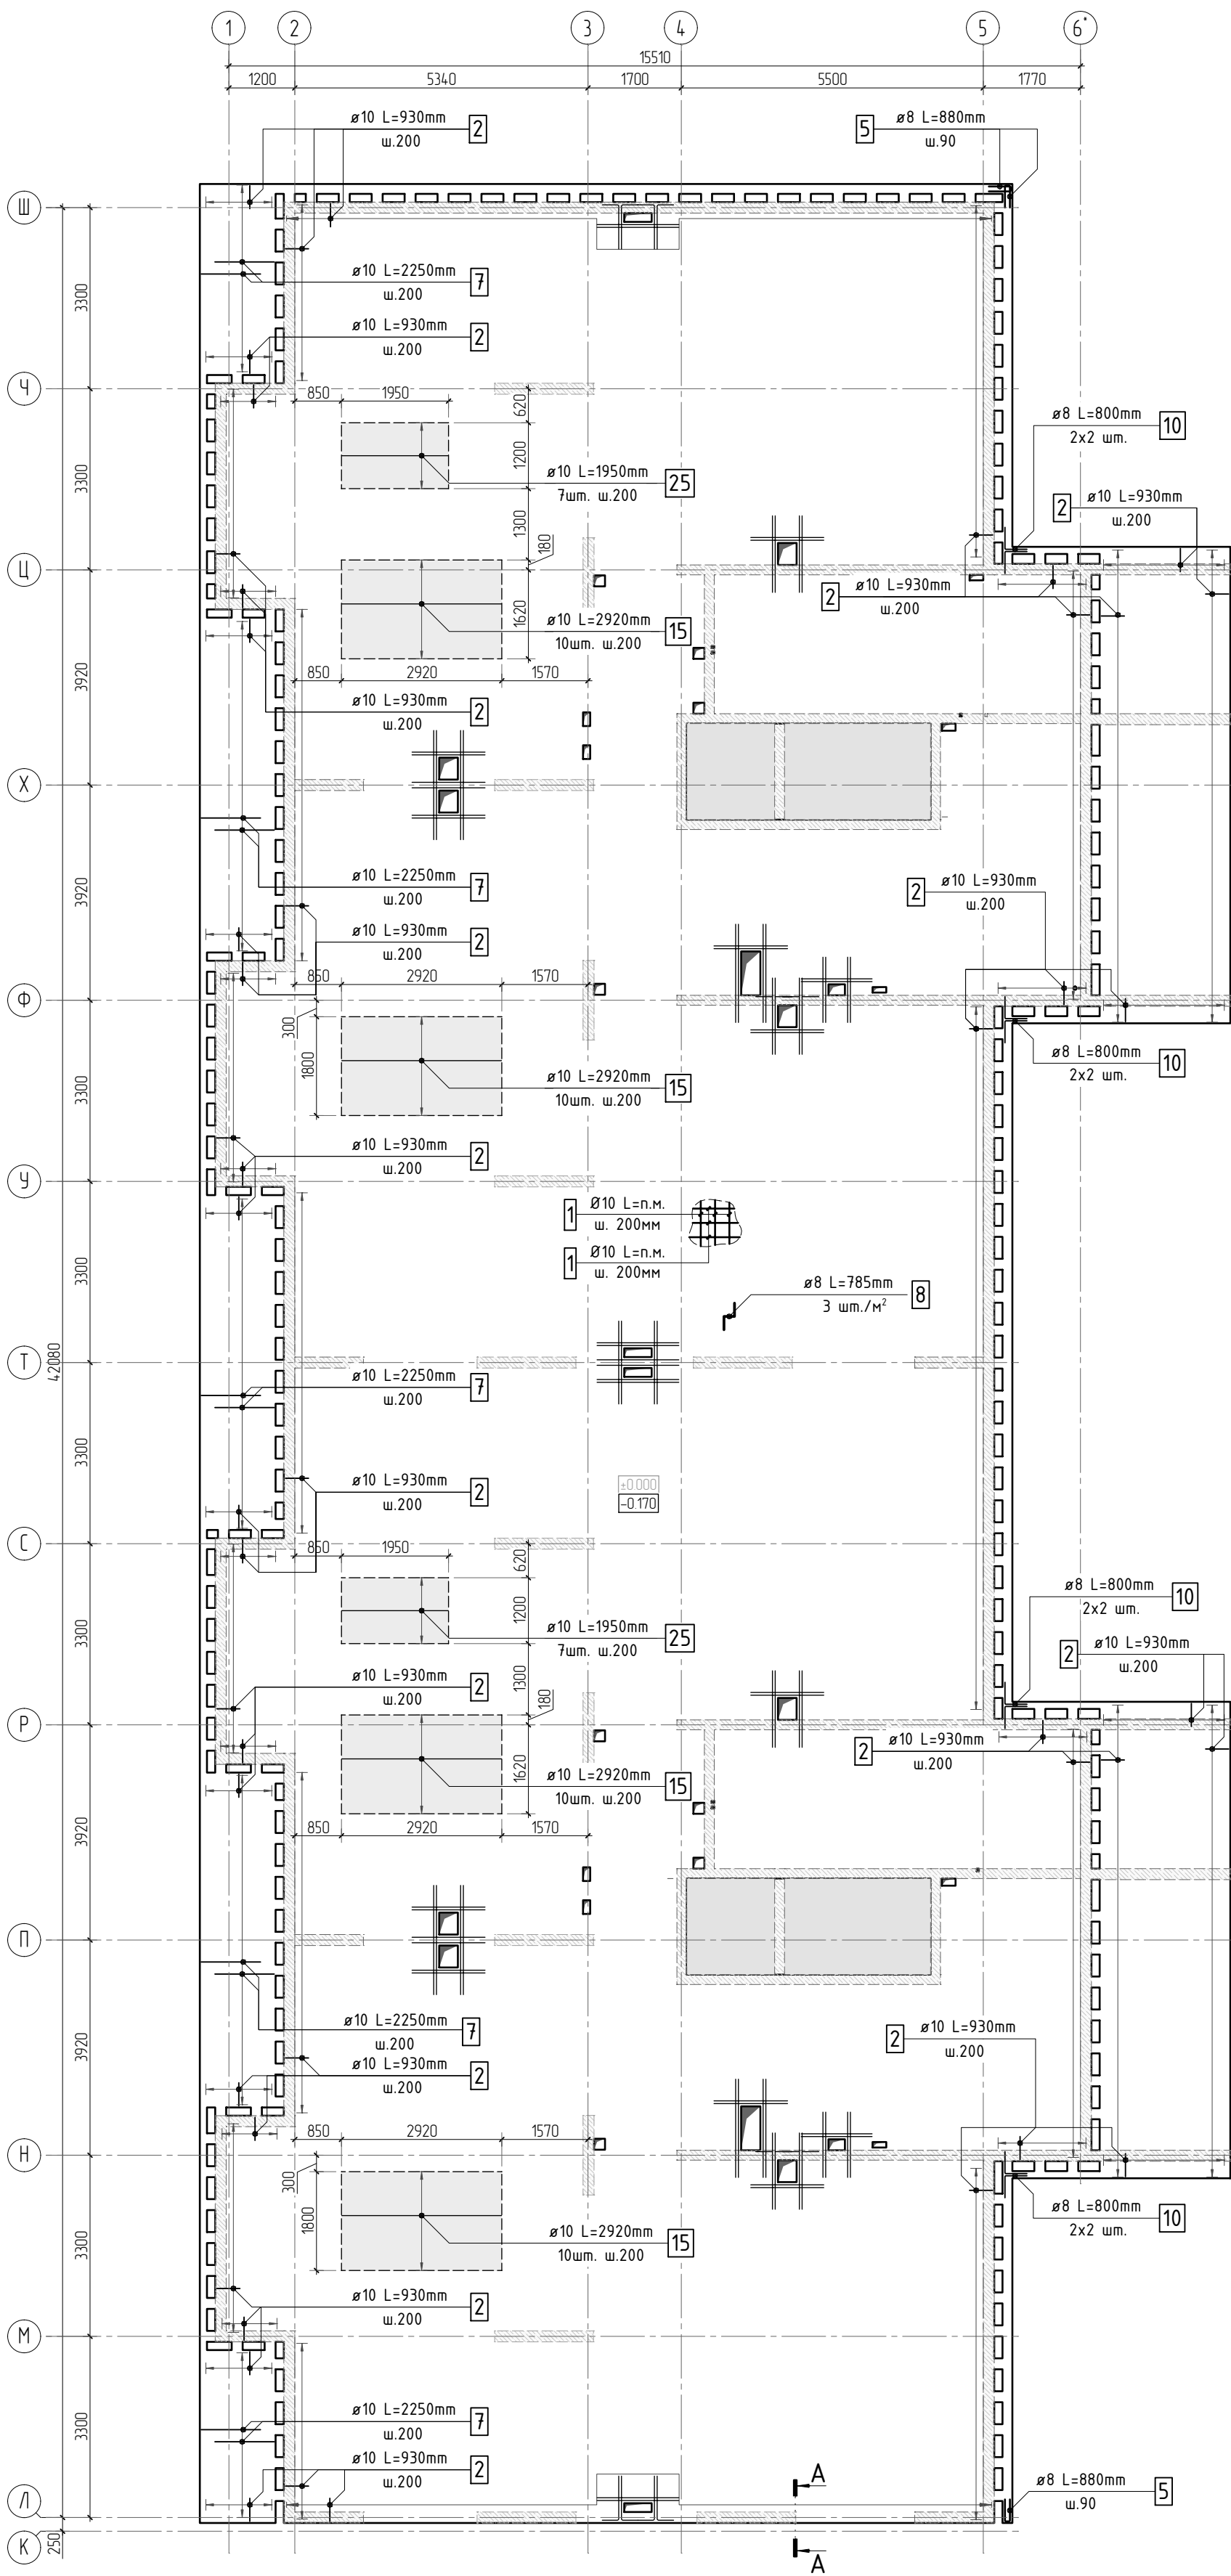 1 2 3 4 5 6*
15510
1200 5340 1700 5500 1770
ø10 L=930mm 2
ш.200
5 ø8 L=880mm
ш.90
Ш
ø10 L=2250mm 7
ш.200
3300
ø10 L=930mm 2
ш.200
Ч
850 1950
620
ø8 L=800mm 10
2x2 шт.
1200
3300
ø10 L=1950mm 25
7шт. ш.200
2 ø10 L=930mm
ш.200
1300
180
Ц
2 ø10 L=930mm
ш.200
1620
ø10 L=2920mm 15
10шт. ш.200
850 2920 1570
3920
ø10 L=930mm 2
ш.200
Х
ø10 L=2250mm 7
ш.200
2 ø10 L=930mm
ш.200
3920
ø10 L=930mm 2
ш.200
850 2920 1570
Ф
300
ø8 L=800mm 10
2x2 шт.
1800
3300
ø10 L=2920mm 15
10шт. ш.200
ø10 L=930mm 2
ш.200
У
1 Ø10 L=п.м.
ш. 200мм
1 Ø10 L=п.м.
ш. 200мм
3300
ø8 L=785mm 8
3 шт./м²
Т
42080
ø10 L=2250mm 7
ш.200
3300
±0.000
-0.170
ø10 L=930mm 2
ш.200
С
850 1950
620
ø8 L=800mm 10
2x2 шт.
1200
3300
ø10 L=1950mm 25
7шт. ш.200
2 ø10 L=930mm
ш.200
ø10 L=930mm 2
ш.200
1300
180
Р
2 ø10 L=930mm
ш.200
1620
ø10 L=2920mm 15
10шт. ш.200
850 2920 1570
3920
П
ø10 L=2250mm 7
ш.200
2 ø10 L=930mm
ш.200
3920
ø10 L=930mm 2
ш.200
850 2920 1570
Н
300
ø8 L=800mm 10
2x2 шт.
1800
3300
ø10 L=2920mm 15
10шт. ш.200
ø10 L=930mm 2
ш.200
М
ø10 L=2250mm 7
ш.200
3300
ø10 L=930mm 2
ш.200
А
ø8 L=880mm 5
ш.90
Л
К
250
А